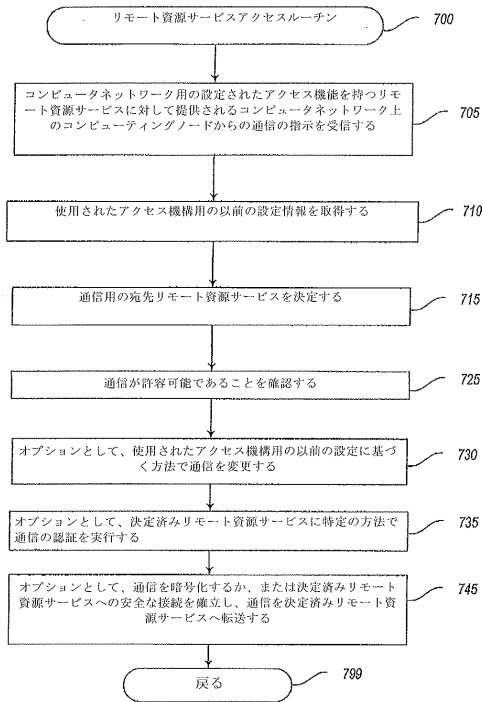 リモート資源サービスアクセスルーチン
700
コンピュータネットワーク用の設定されたアクセス機能を持つリモ
ート資源サービスに対して提供されるコンピュータネットワーク上
のコンピューティングノードからの通信の指示を受信する
705
使用されたアクセス機構用の以前の設定情報を取得する
710
通信用の宛先リモート資源サービスを決定する
715
通信が許容可能であることを確認する
725
オプションとして、使用されたアクセス機構用の以前の設定に基づ
く方法で通信を変更する
730
オプションとして、決定済みリモート資源サービスに特定の方法で
通信の認証を実行する
735
オプションとして、通信を暗号化するか、または決定済みリモート
資源サービスへの安全な接続を確立し、通信を決定済みリモート資
源サービスへ転送する
745
戻る
799